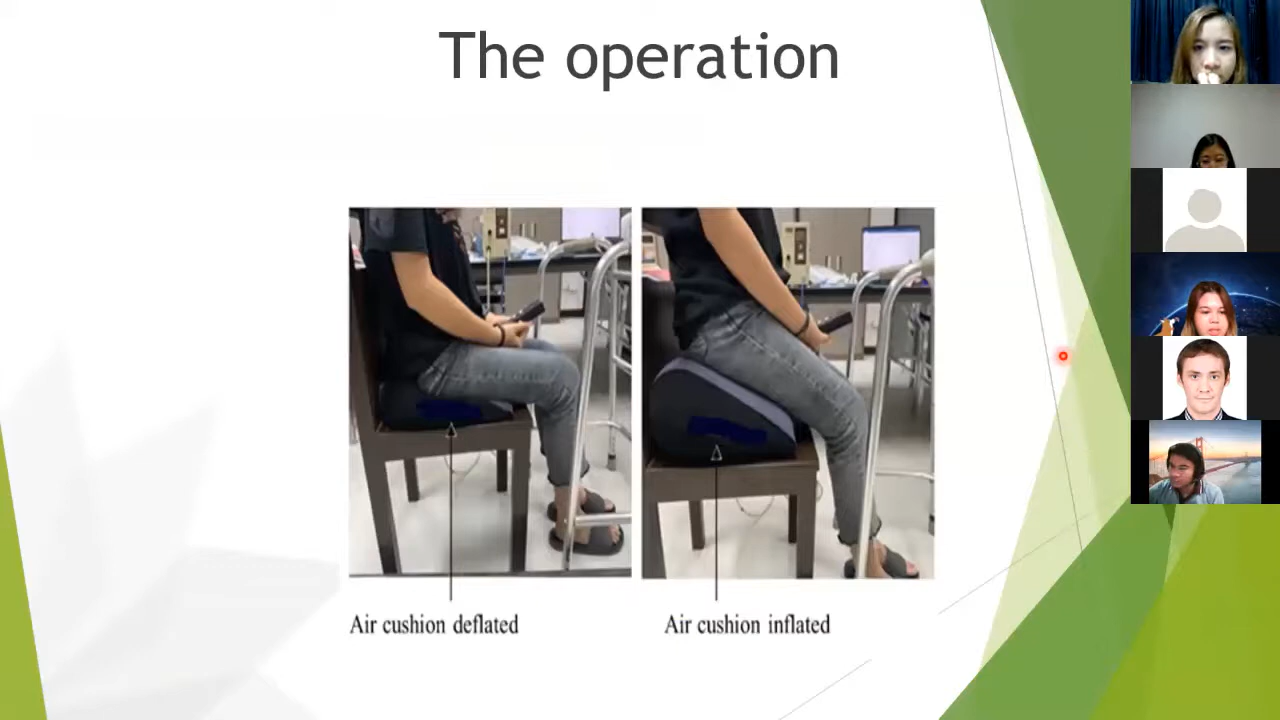 The operation
Air cushion deflated
Air cushion inflated